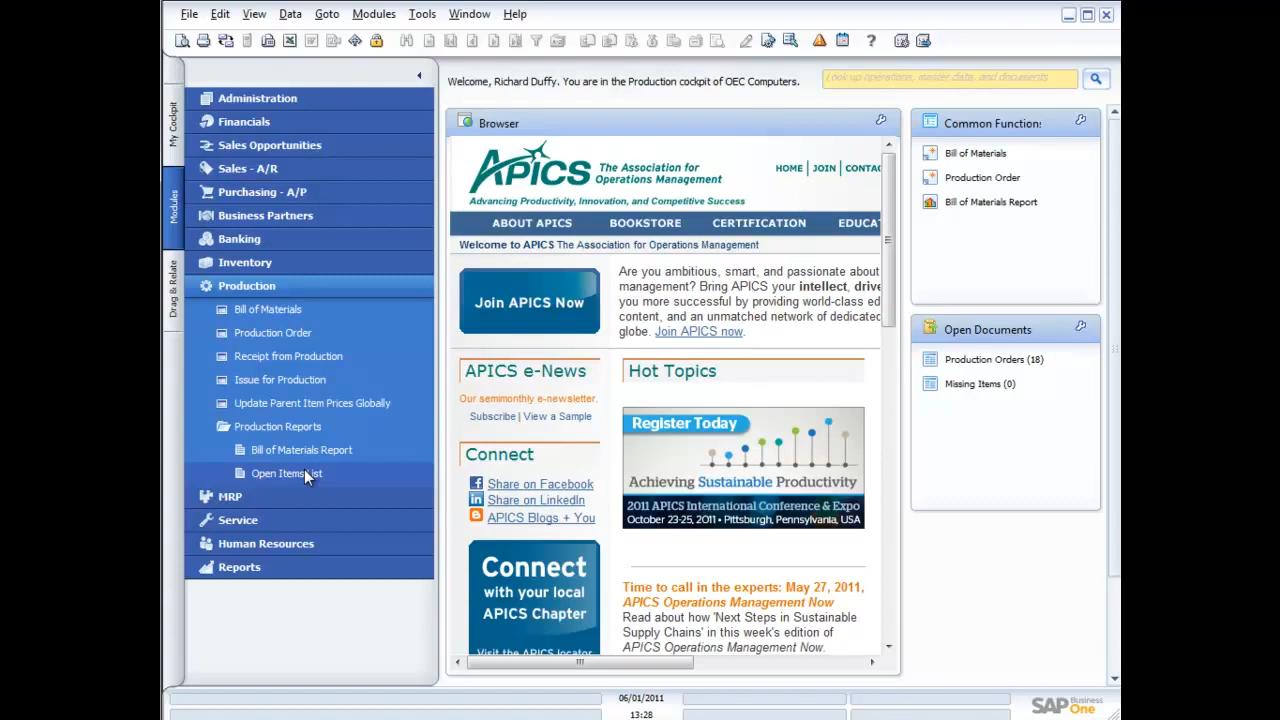 File Edit View Data Goto Modules Tools Window Help
Welcome, Richard Duffy. You are in the Production cockpit of OEC Computers.
Look up operations, master data, and documents
My Cockpit
Modules
Drag & Relate
Administration
Financials
Sales Opportunities
Sales - A/R
Purchasing - A/P
Business Partners
Banking
Inventory
Production
Bill of Materials
Production Order
Receipt from Production
Issue for Production
Update Parent Item Prices Globally
Production Reports
Bill of Materials Report
Open Items List
MRP
Service
Human Resources
Reports
Browser
APICS The Association for
Operations Management
Advancing Productivity, Innovation, and Competitive Success
HOME | JOIN | CONTAC
ABOUT APICS BOOKSTORE CERTIFICATION EDUCA
Welcome to APICS The Association for Operations Management
Join APICS Now
Are you ambitious, smart, and passionate about
management? Bring APICS your intellect, drive
you more successful by providing world-class ed
content, and an unmatched network of dedicated
globe. Join APICS now.
APICS e-News
Our semimonthly e-newsletter.
Subscribe | View a Sample
Connect
Share on Facebook
Share on LinkedIn
APICS Blogs + You
Connect
with your local
APICS Chapter
Visit the APICS locator
Hot Topics
Register Today
Achieving Sustainable Productivity
2011 APICS International Conference & Expo
October 23-25, 2011 • Pittsburgh, Pennsylvania, USA
Time to call in the experts: May 27, 2011,
APICS Operations Management Now
Read about how 'Next Steps in Sustainable
Supply Chains' in this week's edition of
APICS Operations Management Now.
Common Functions
Bill of Materials
Production Order
Bill of Materials Report
Open Documents
Production Orders (18)
Missing Items (0)
06/01/2011
13:28
SAP Business One